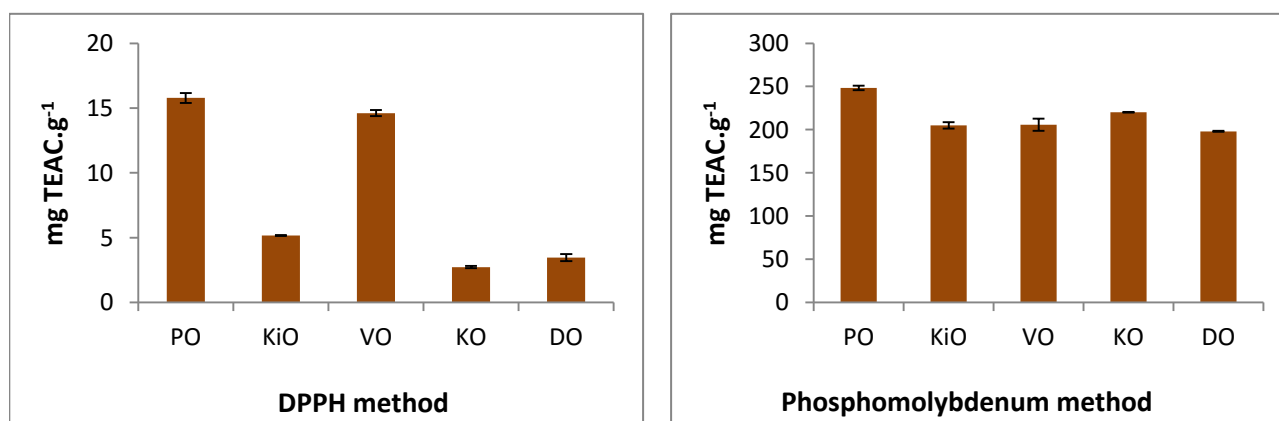 mg TEAC.g⁻¹
20
15
10
5
0
PO KiO VO KO DO
DPPH method
mg TEAC.g⁻¹
300
250
200
150
100
50
0
PO KiO VO KO DO
Phosphomolybdenum method